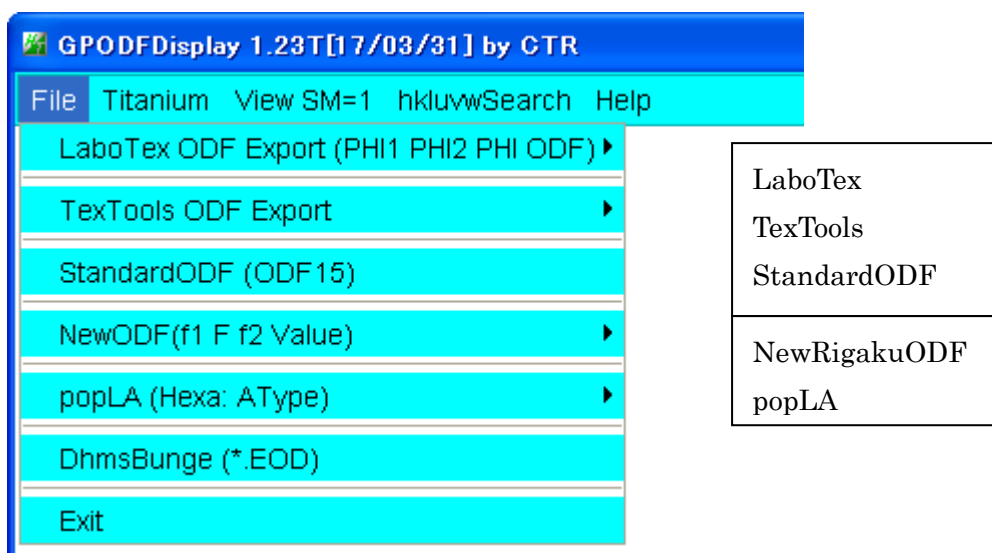 GPODFDisplay 1.23T[17/03/31] by CTR
File Titanium View SM=1 hkluvwSearch Help
LaboTex ODF Export (PHI1 PHI2 PHI ODF)
TexTools ODF Export
StandardODF (ODF15)
NewODF(f1 F f2 Value)
popLA (Hexa: AType)
DhmsBunge (*.EOD)
Exit
LaboTex
TexTools
StandardODF
NewRigakuODF
popLA